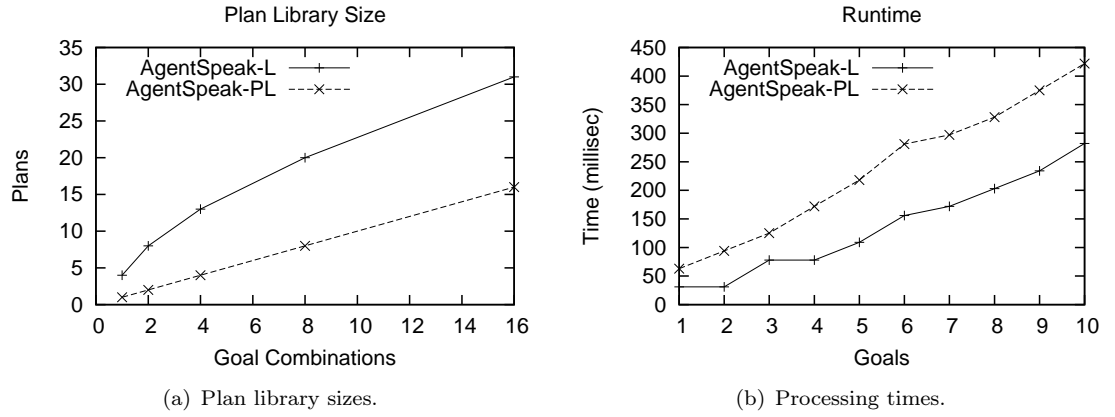 Plan Library Size
35
30
25
20
15
10
5
0
Plans
AgentSpeak-L
AgentSpeak-PL
0 2 4 6 8 10 12 14 16
Goal Combinations
(a) Plan library sizes.
Runtime
450
400
350
300
250
200
150
100
50
0
Time (millisec)
AgentSpeak-L
AgentSpeak-PL
1 2 3 4 5 6 7 8 9 10
Goals
(b) Processing times.